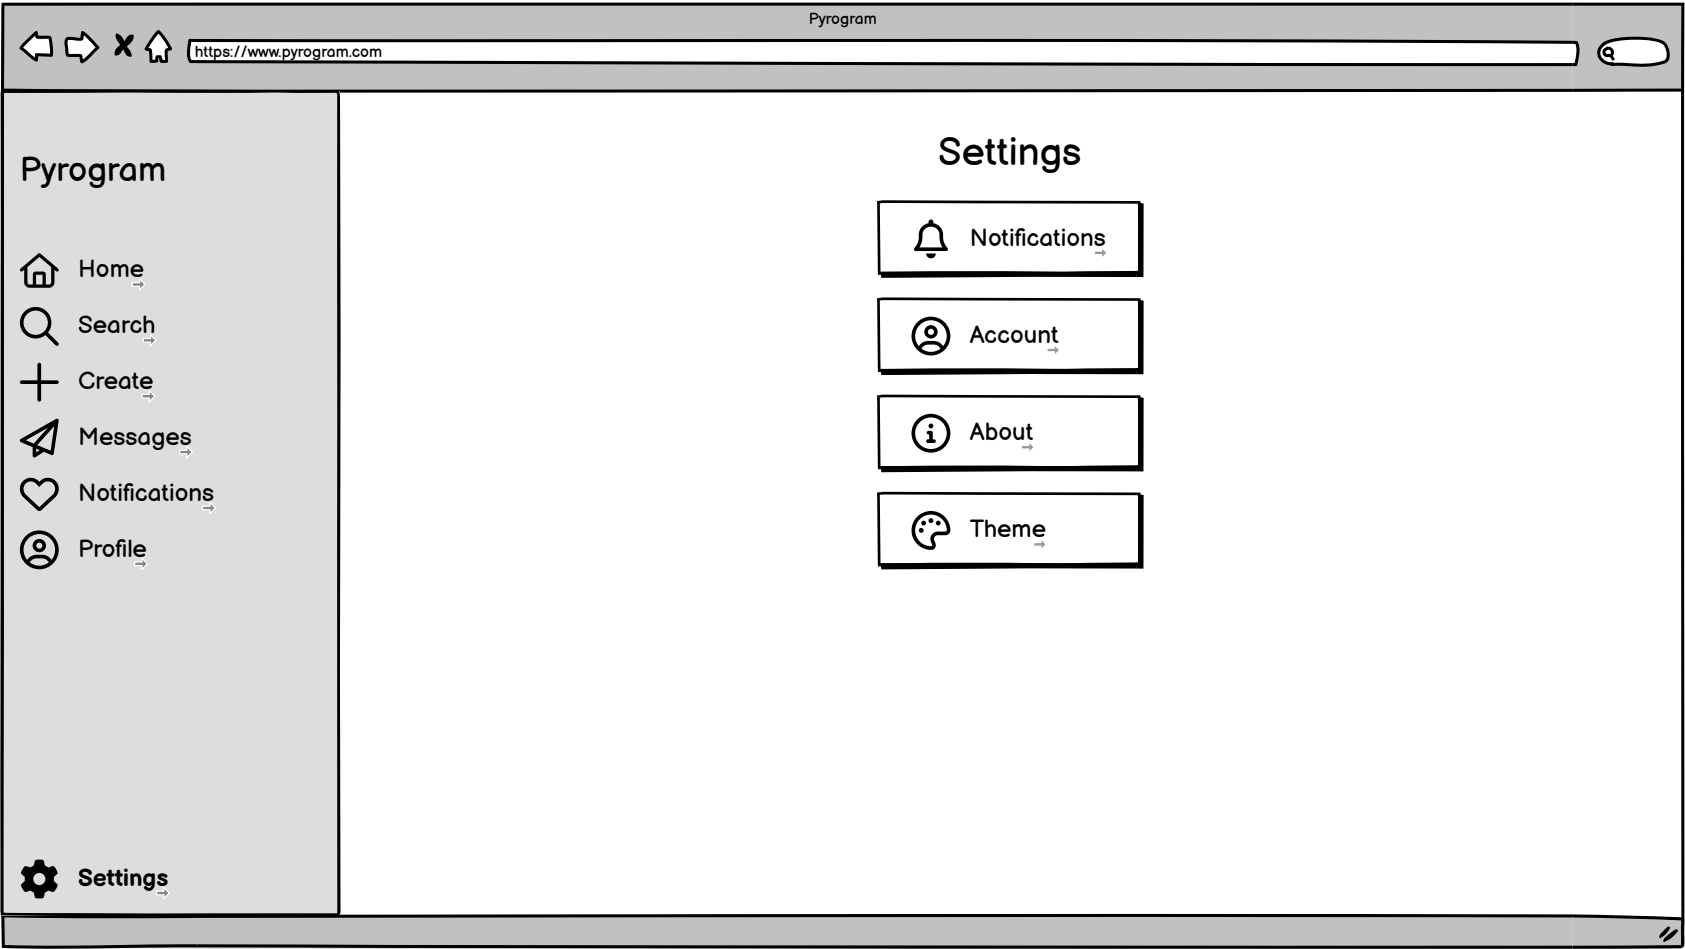 Pyrogram
https://www.pyrogram.com
Pyrogram
Home
Search
Create
Messages
Notifications
Profile
Settings
Settings
Notifications
Account
About
Theme